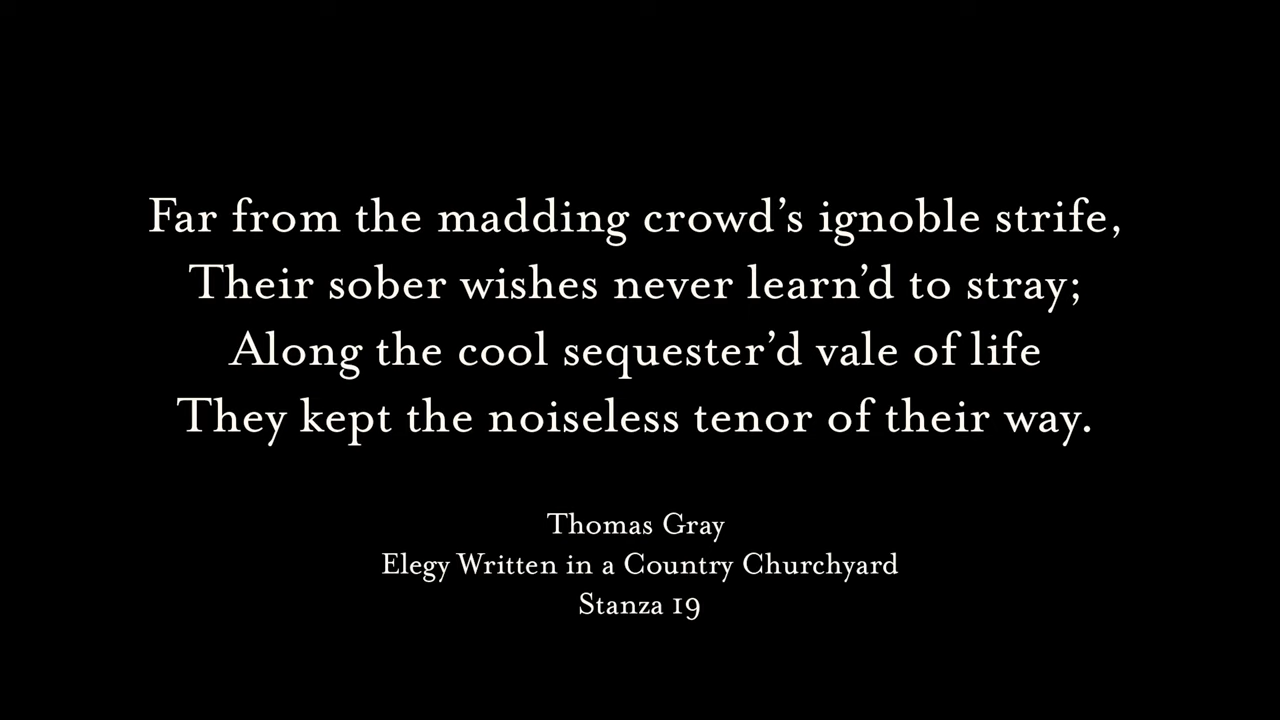 Far from the madding crowd’s ignoble strife,
Their sober wishes never learn’d to stray;
Along the cool sequester’d vale of life
They kept the noiseless tenor of their way.
Thomas Gray
Elegy Written in a Country Churchyard
Stanza 19